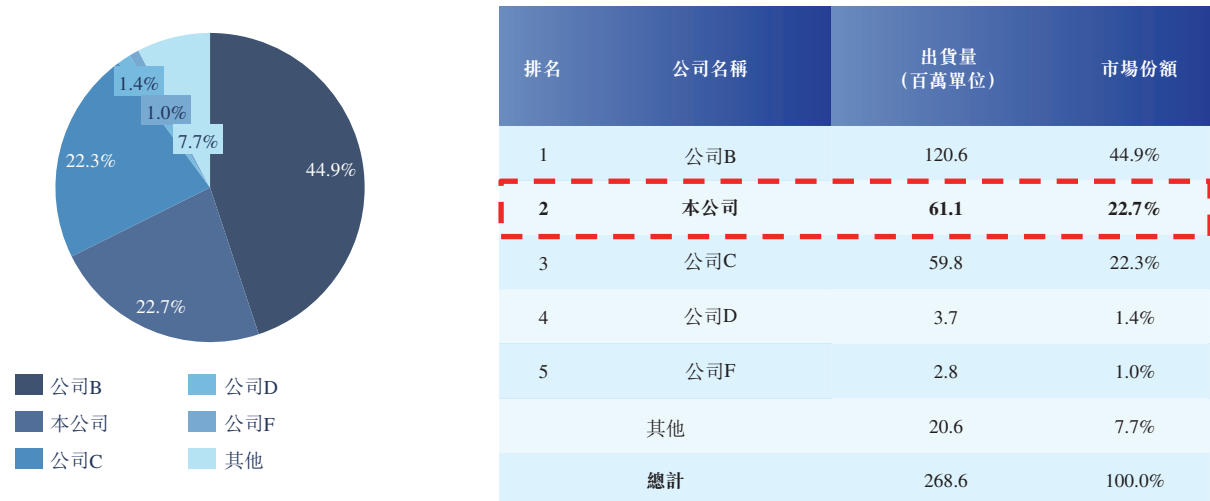 44.9%
22.7%
22.3%
1.4%
1.0%
7.7%
公司B
本公司
公司C
公司D
公司F
其他
排名 公司名稱 出貨量 市場份額
(百萬單位)
1 公司B 120.6 44.9%
2 本公司 61.1 22.7%
3 公司C 59.8 22.3%
4 公司D 3.7 1.4%
5 公司F 2.8 1.0%
其他 20.6 7.7%
總計 268.6 100.0%